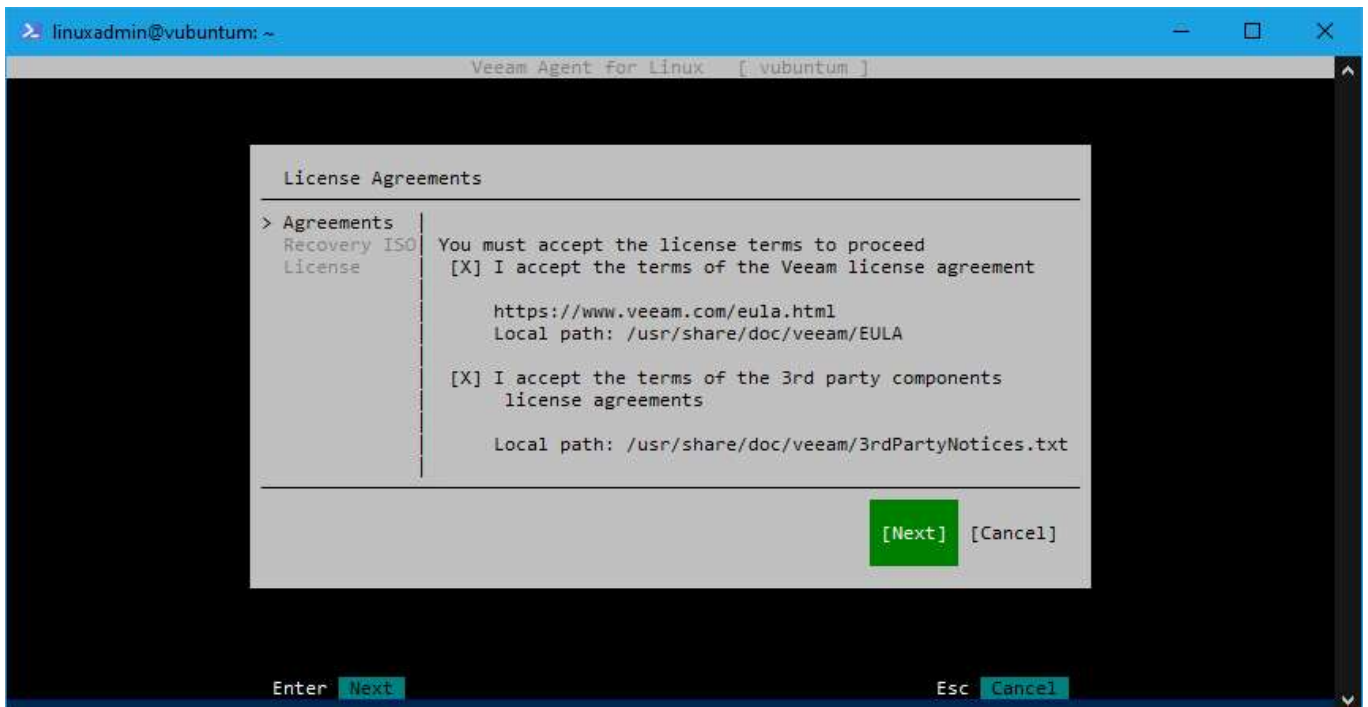 linuxadmin@vubuntum: ~
Veeam Agent for Linux [ vubuntum ]
License Agreements
> Agreements
Recovery ISO
License
You must accept the license terms to proceed
[X] I accept the terms of the Veeam license agreement
https://www.veeam.com/eula.html
Local path: /usr/share/doc/veeam/EULA
[X] I accept the terms of the 3rd party components
license agreements
Local path: /usr/share/doc/veeam/3rdPartyNotices.txt
[Next] [Cancel]
Enter Next Esc Cancel